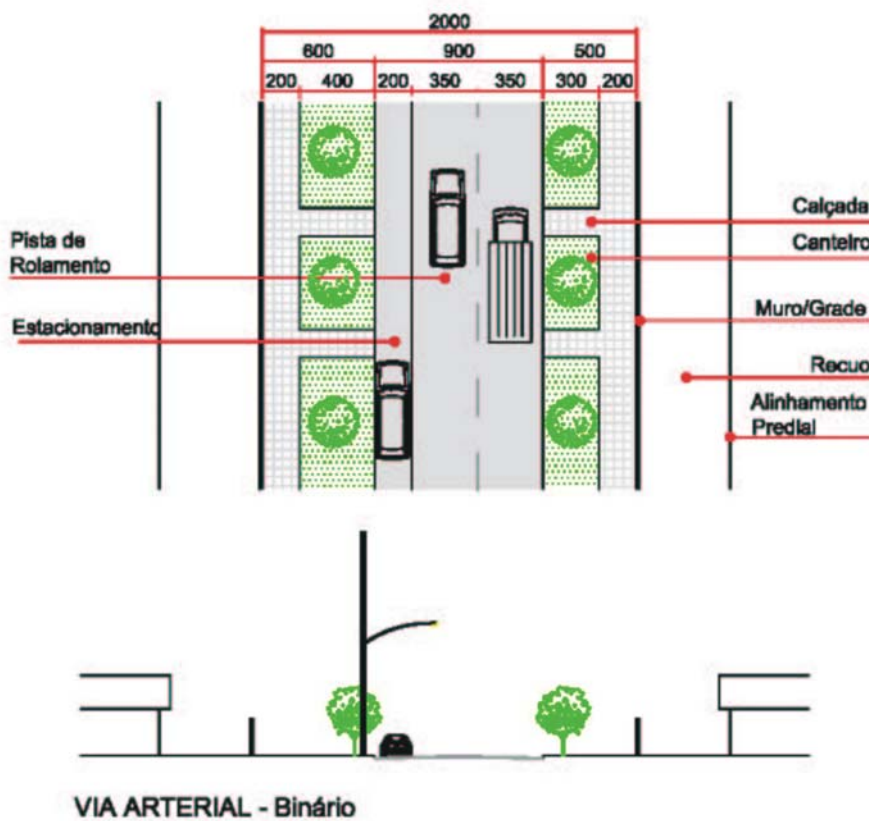 2000
600 900 500
200 400 200 350 350 300 200
Calçada
Canteiro
Pista de
Rolamento
Muro/Grade
Estacionamento
Recuo
Alinhamento
Predial
VIA ARTERIAL - Binário